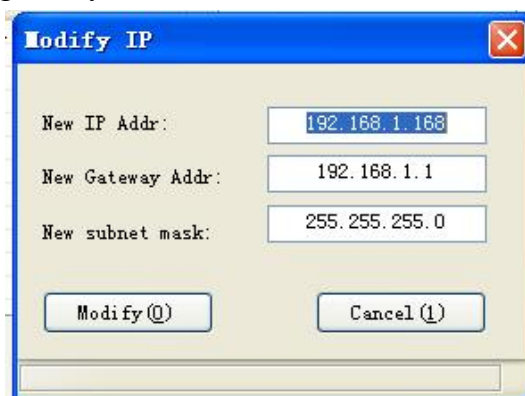 Modify IP
New IP Addr: 192.168.1.168
New Gateway Addr: 192.168.1.1
New subnet mask: 255.255.255.0
Modify(0) Cancel(1)